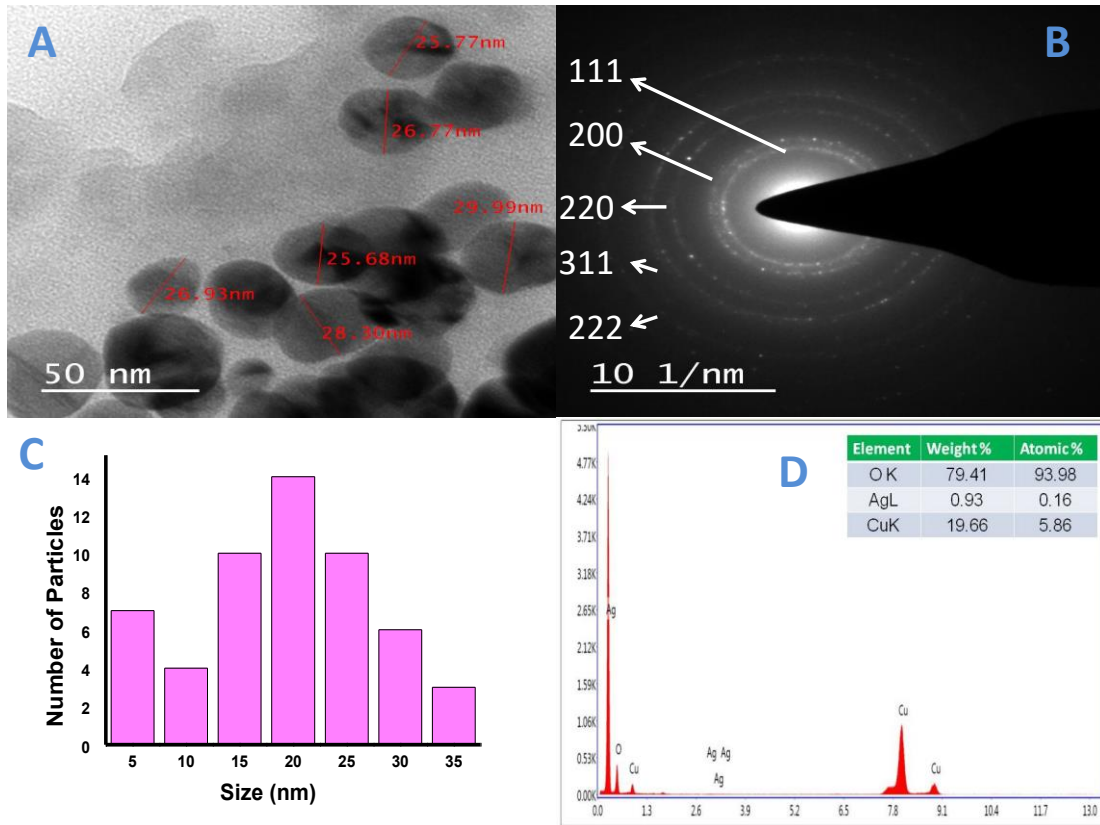 A
25.77nm
26.77nm
29.99nm
25.68nm
26.93nm
28.30nm
50 nm
B
111
200
220
311
222
10 1/nm
C
Number of Particles
14
12
10
8
6
4
2
0
5 10 15 20 25 30 35
Size (nm)
D
Element Weight % Atomic %
O K 79.41 93.98
AgL 0.93 0.16
CuK 19.66 5.86
4.77K
4.24K
3.71K
3.18K
2.65K
2.12K
1.59K
1.06K
0.53K
0.00K
Ag
O
Cu
Ag Ag
Ag
Cu
Cu
0.0 1.3 2.6 3.9 5.2 6.5 7.8 9.1 10.4 11.7 13.0